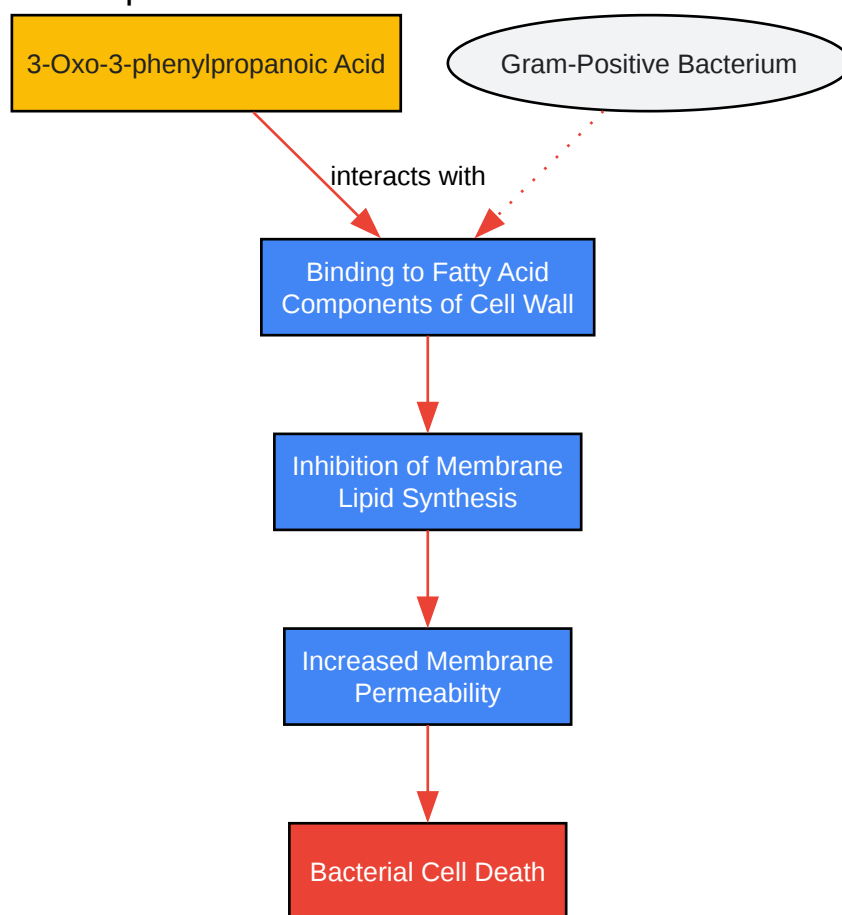 3-Oxo-3-phenylpropanoic Acid
Gram-Positive Bacterium
interacts with
Binding to Fatty Acid
Components of Cell Wall
Inhibition of Membrane
Lipid Synthesis
Increased Membrane
Permeability
Bacterial Cell Death